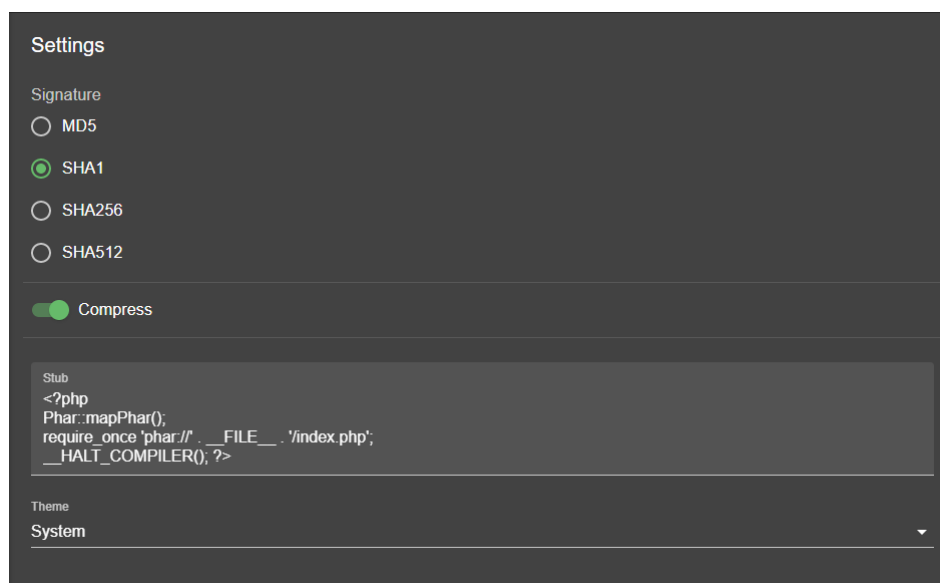 Settings
Signature
MD5
SHA1
SHA256
SHA512
Compress
Stub
<?php
Phar::mapPhar();
require_once 'phar://' . __FILE__ . '/index.php';
__HALT_COMPILER(); ?>
Theme
System